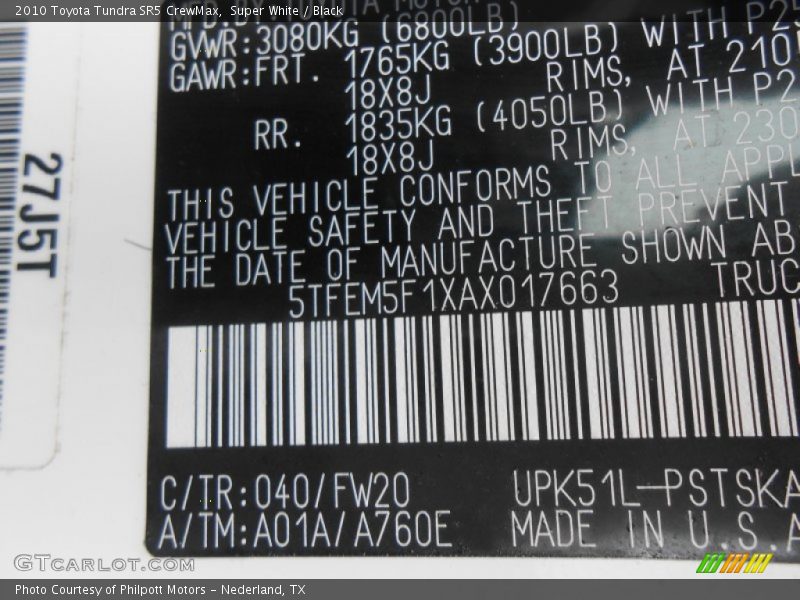 2010 Toyota Tundra SR5 CrewMax, Super White / Black
GVWR:3080KG (6800LB)
GAWR:FRT. 1765KG (3900LB) WITH P2
18X8J RIMS, AT 210
RR. 1835KG (4050LB) WITH P2
18X8J RIMS, AT 230
THIS VEHICLE CONFORMS TO ALL APPL
VEHICLE SAFETY AND THEFT PREVENT
THE DATE OF MANUFACTURE SHOWN AB
5TFEM5F1XAX017663 TRUC
C/TR:040/FW20 UPK51L-PSTSKA
A/TM:A01A/A760E MADE IN U.S.A
27J5T
GTcarlot.com
Photo Courtesy of Philpott Motors - Nederland, TX